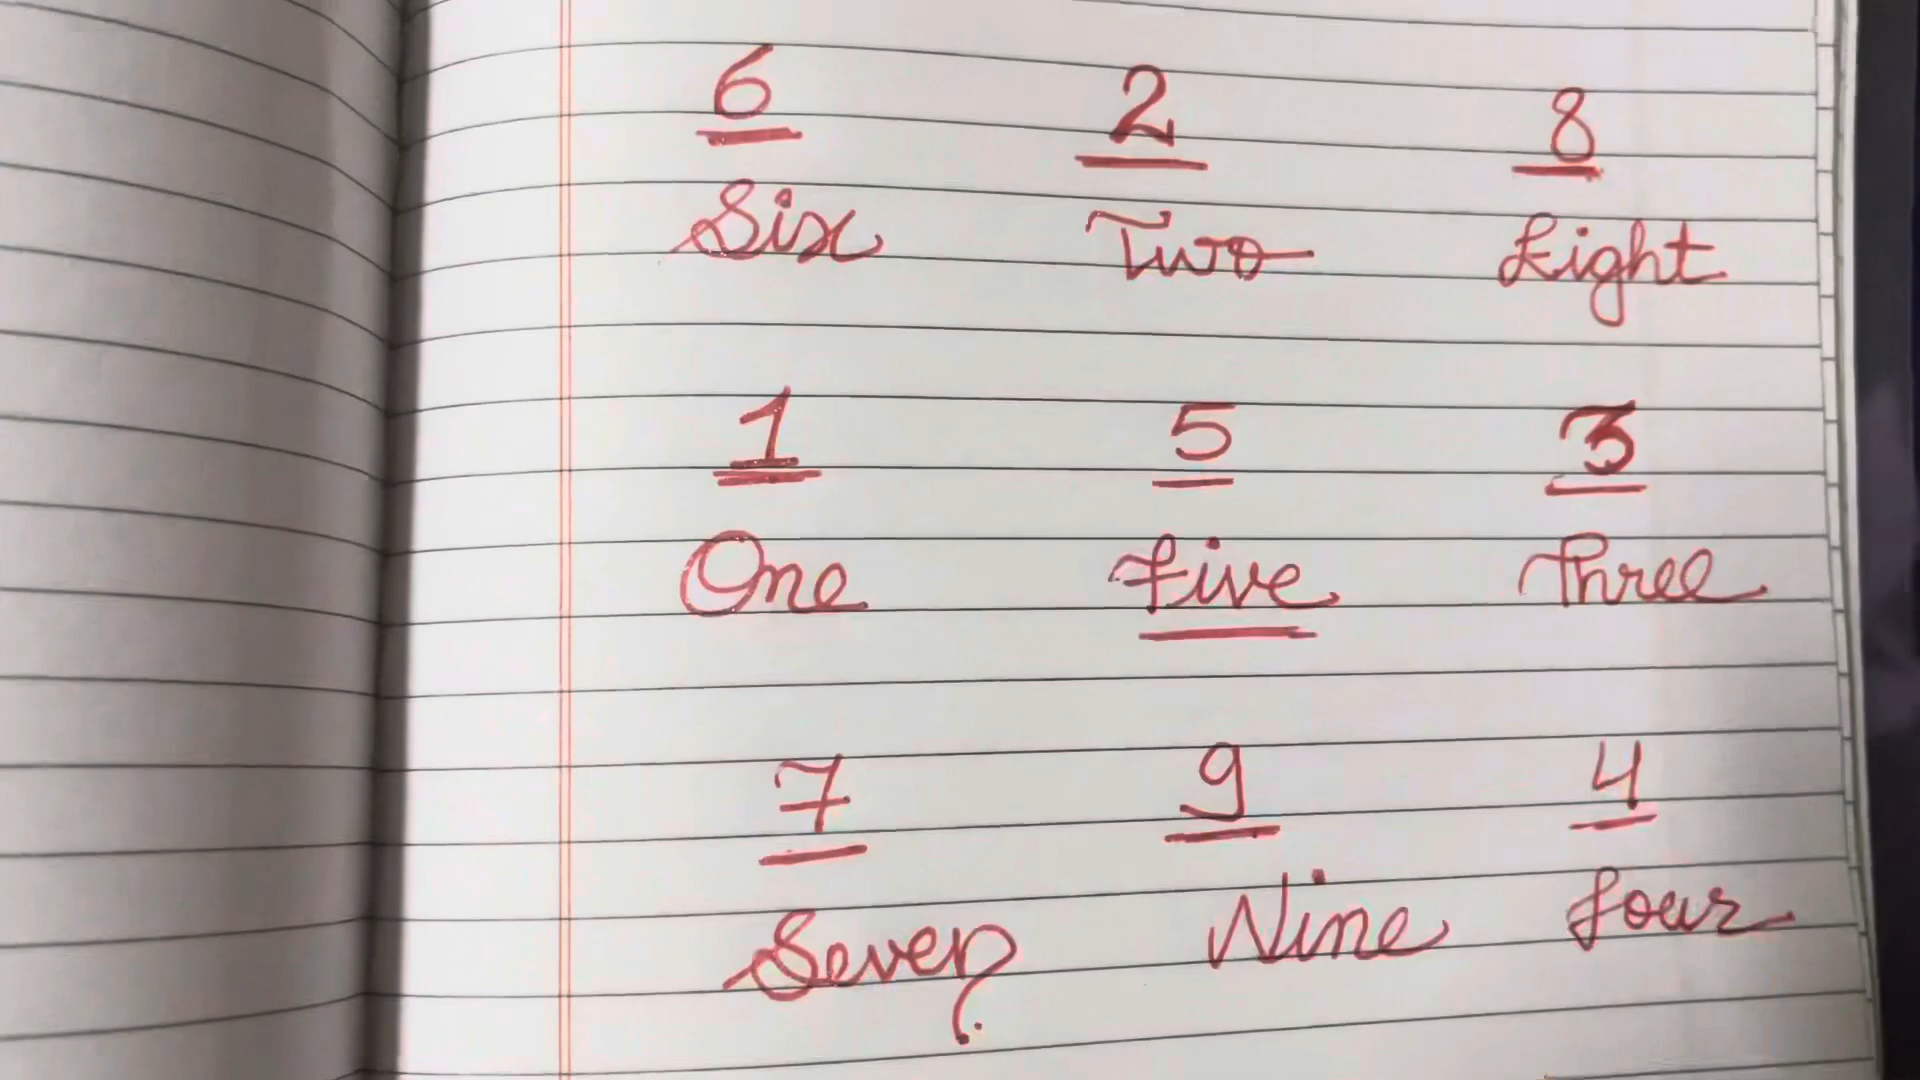 6 2 8
Six Two Eight
1 5 3
One Five Three
7 9 4
Seven Nine Four